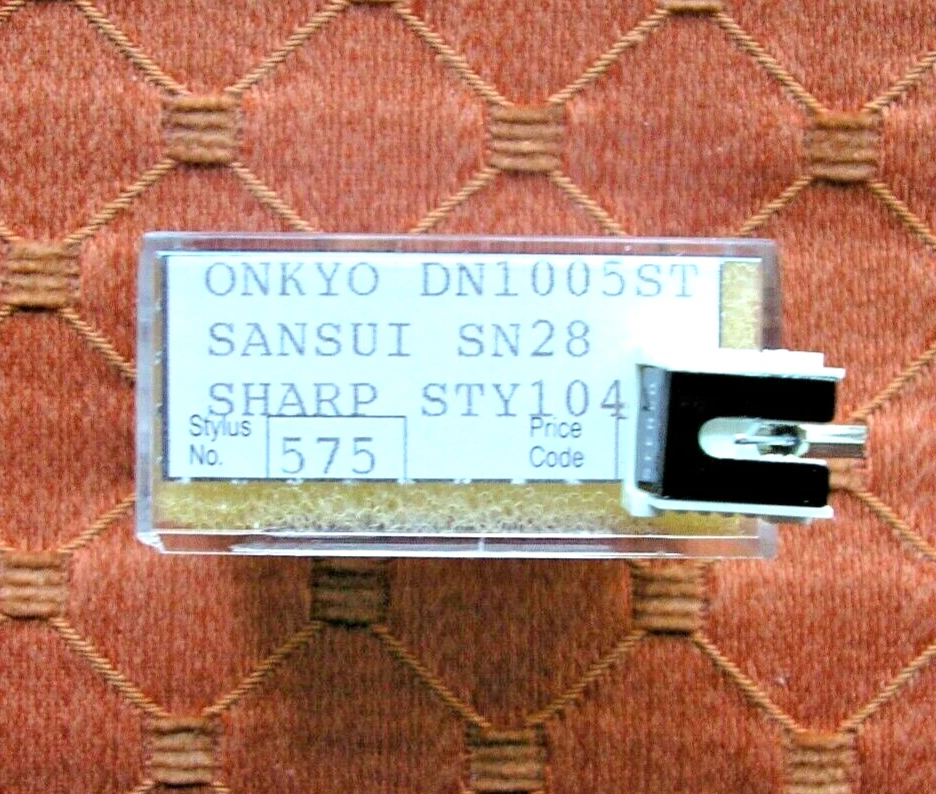 ONKYO DN1005ST
SANSUI SN28
SHARP STY104
Stylus No. 575
Price Code